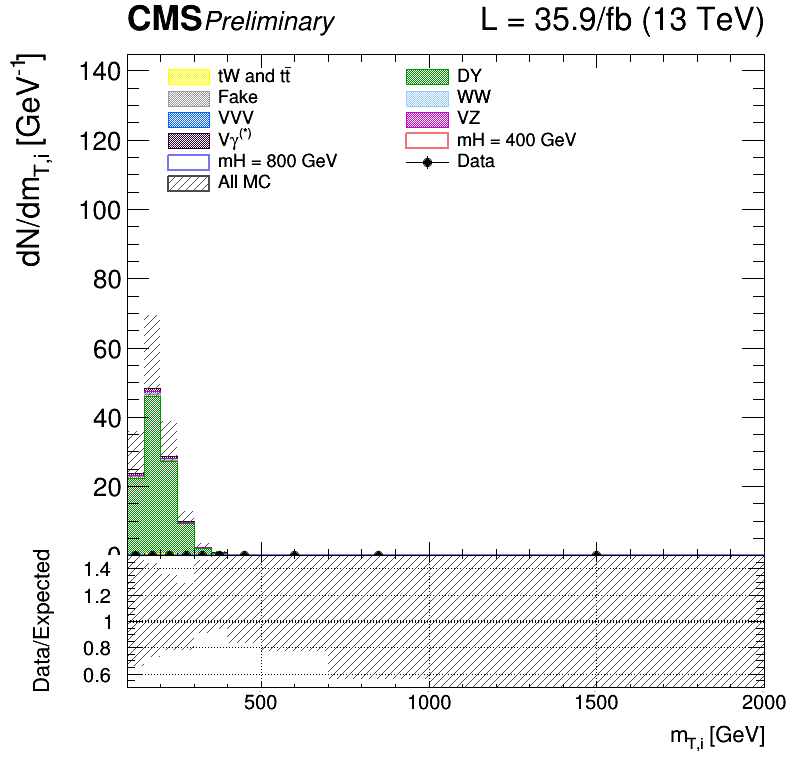 CMS Preliminary L = 35.9/fb (13 TeV)
dN/dm_{T,i} [GeV^{-1}]
140
120
100
80
60
40
20
0
tW and tt̄
Fake
VVV
Vγ^{(*)}
mH = 800 GeV
All MC
DY
WW
VZ
mH = 400 GeV
Data
Data/Expected
1.4
1.2
1
0.8
0.6
500 1000 1500 2000
m_{T,i} [GeV]